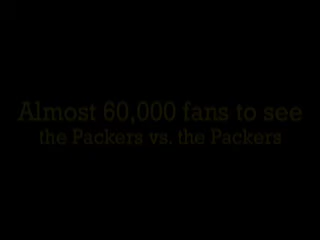 Almost 60,000 fans to see
the Packers vs. the Packers